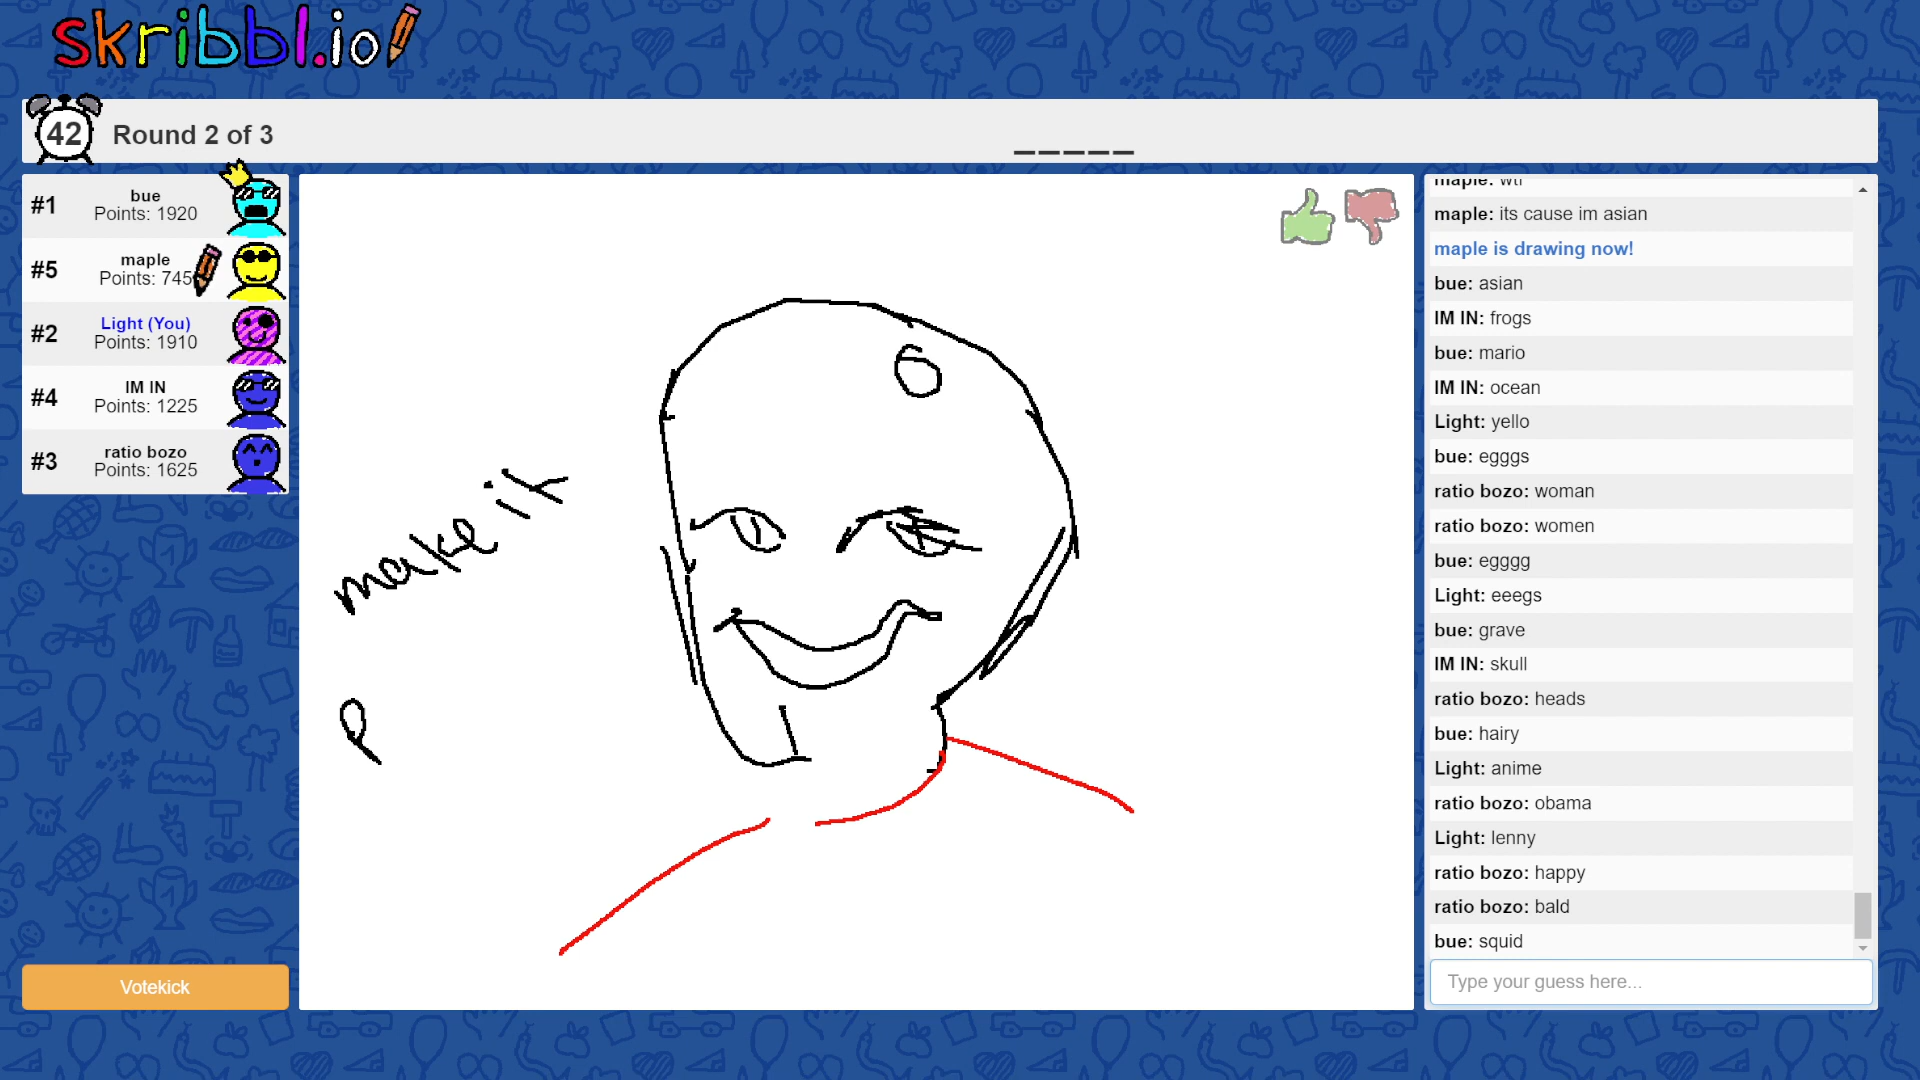 skribbl.io
42
Round 2 of 3
_____
#1
bue
Points: 1920
#5
maple
Points: 745
#2
Light (You)
Points: 1910
#4
IM IN
Points: 1225
#3
ratio bozo
Points: 1625
Votekick
6
make it
P
maple: wtf
maple: its cause im asian
maple is drawing now!
bue: asian
IM IN: frogs
bue: mario
IM IN: ocean
Light: yello
bue: egggs
ratio bozo: woman
ratio bozo: women
bue: egggg
Light: eeegs
bue: grave
IM IN: skull
ratio bozo: heads
bue: hairy
Light: anime
ratio bozo: obama
Light: lenny
ratio bozo: happy
ratio bozo: bald
bue: squid
Type your guess here...